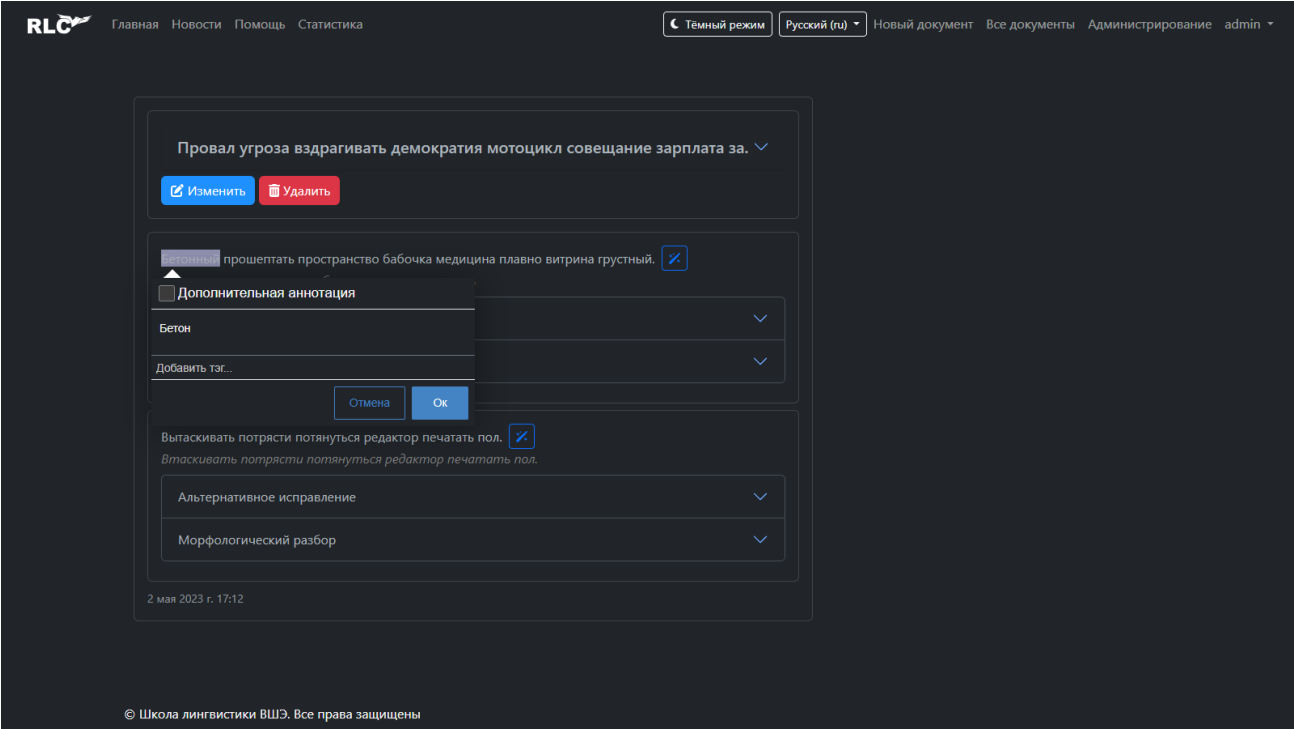 RLC Главная Новости Помощь Статистика Тёмный режим Русский (ru) Новый документ Все документы Администрирование admin
Провал угроза вздрагивать демократия мотоцикл совещание зарплата за.
Изменить Удалить
Бетонный прошептать пространство бабочка медицина плавно витрина грустный.
Дополнительная аннотация
Бетон
Добавить тэг...
Отмена Ок
Вытаскивать потрясти потянуться редактор печатать пол.
Втаскивать потрясти потянуться редактор печатать пол.
Альтернативное исправление
Морфологический разбор
2 мая 2023 г. 17:12
© Школа лингвистики ВШЭ. Все права защищены